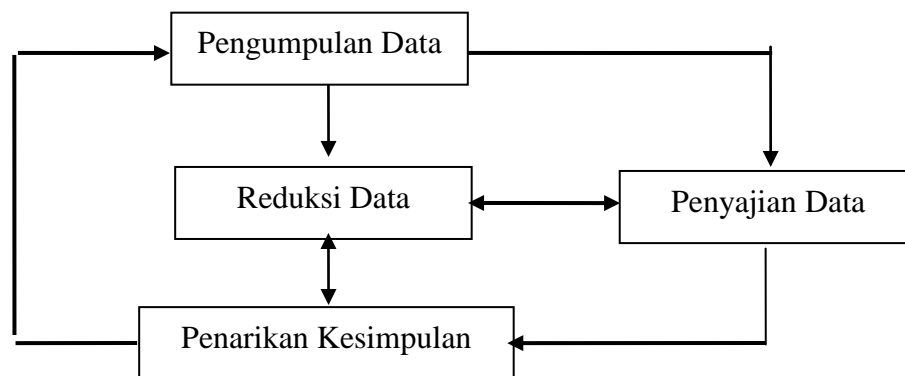 Pengumpulan Data
Reduksi Data
Penyajian Data
Penarikan Kesimpulan